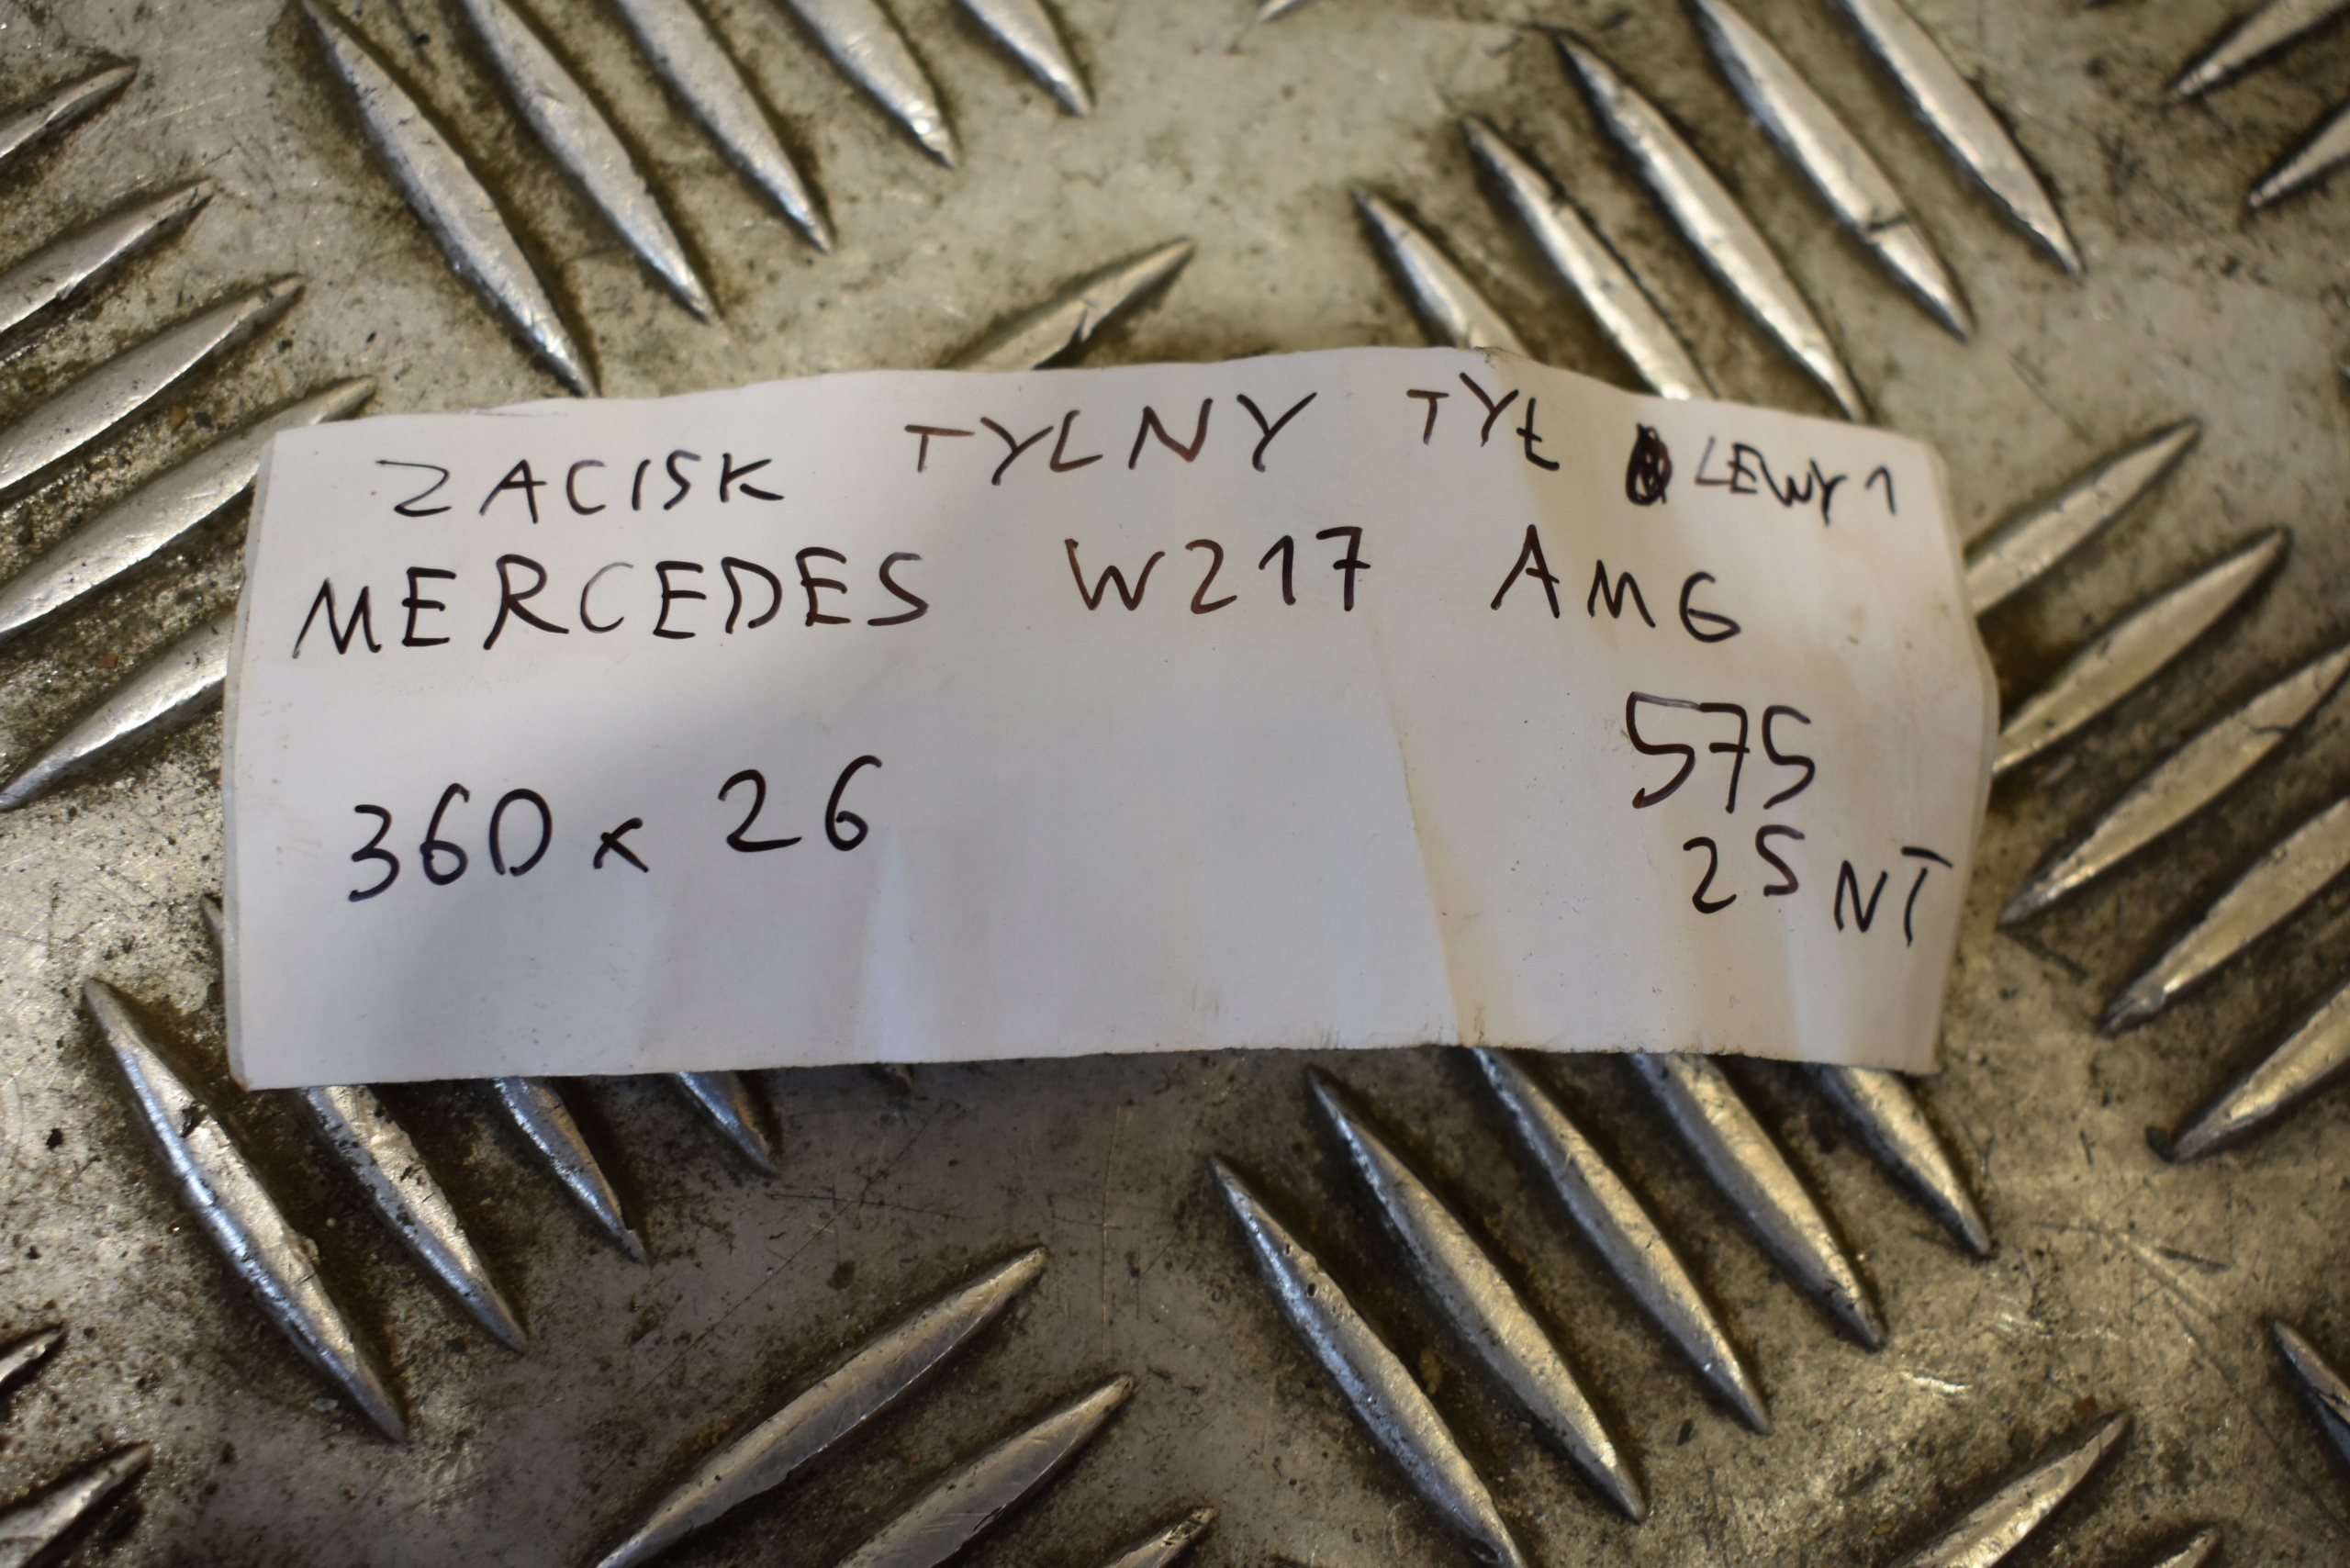 ZACISK TYLNY TYŁ LEWY 1
MERCEDES W217 AMG
575
360 x 26
25 NT